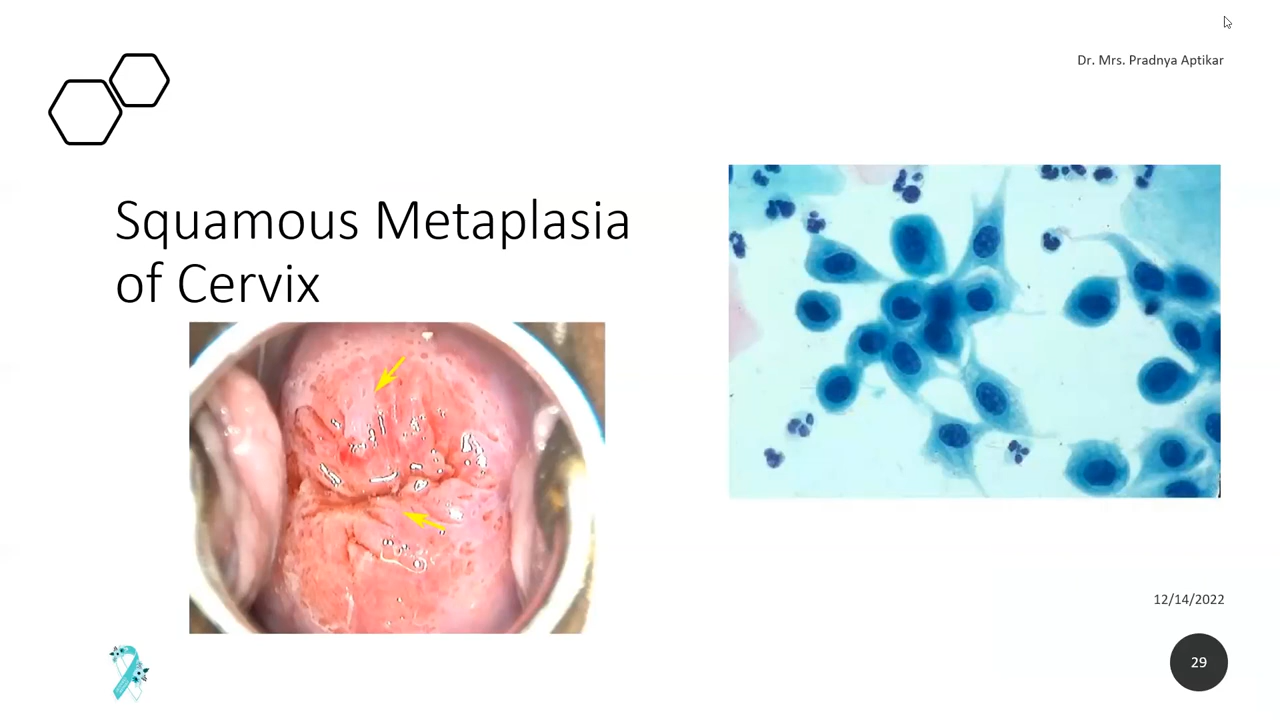 Dr. Mrs. Pradnya Aptikar
Squamous Metaplasia
of Cervix
12/14/2022
29